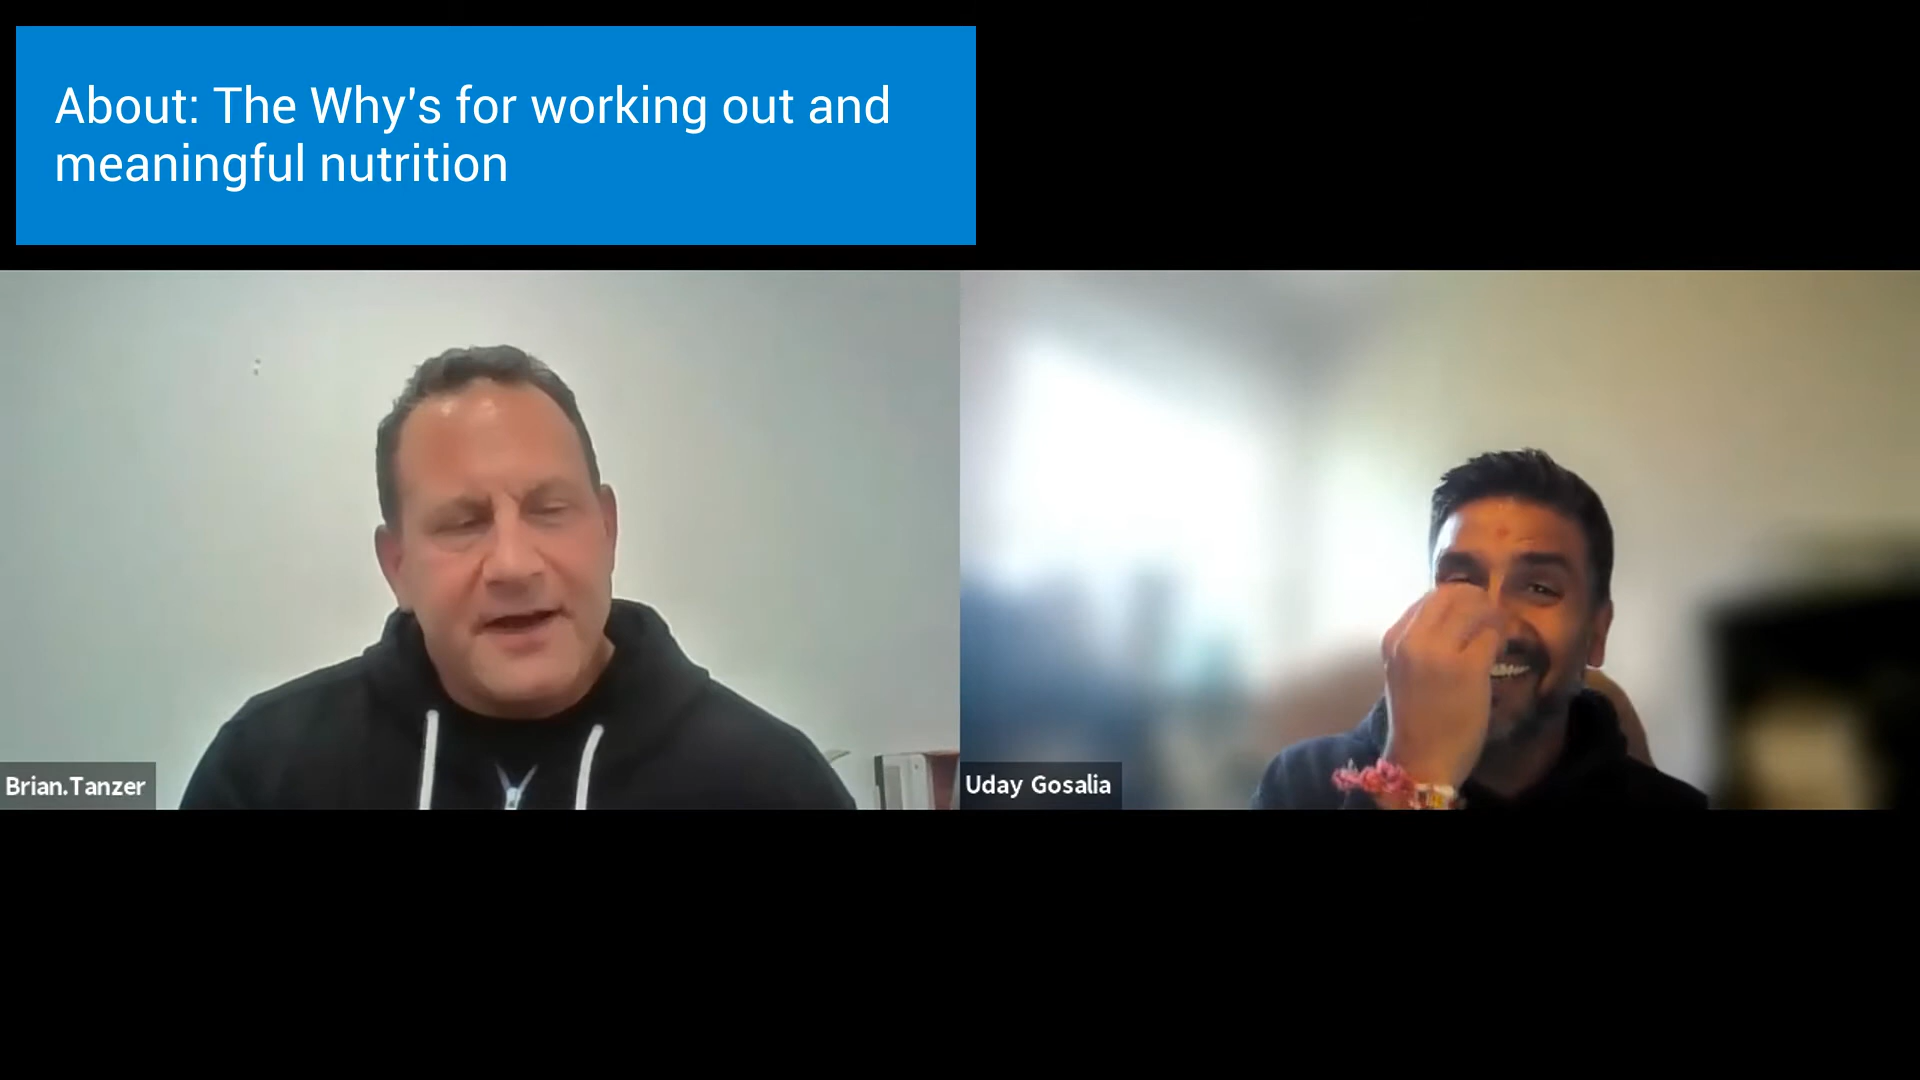 About: The Why's for working out and
meaningful nutrition
Brian.Tanzer
Uday Gosalia